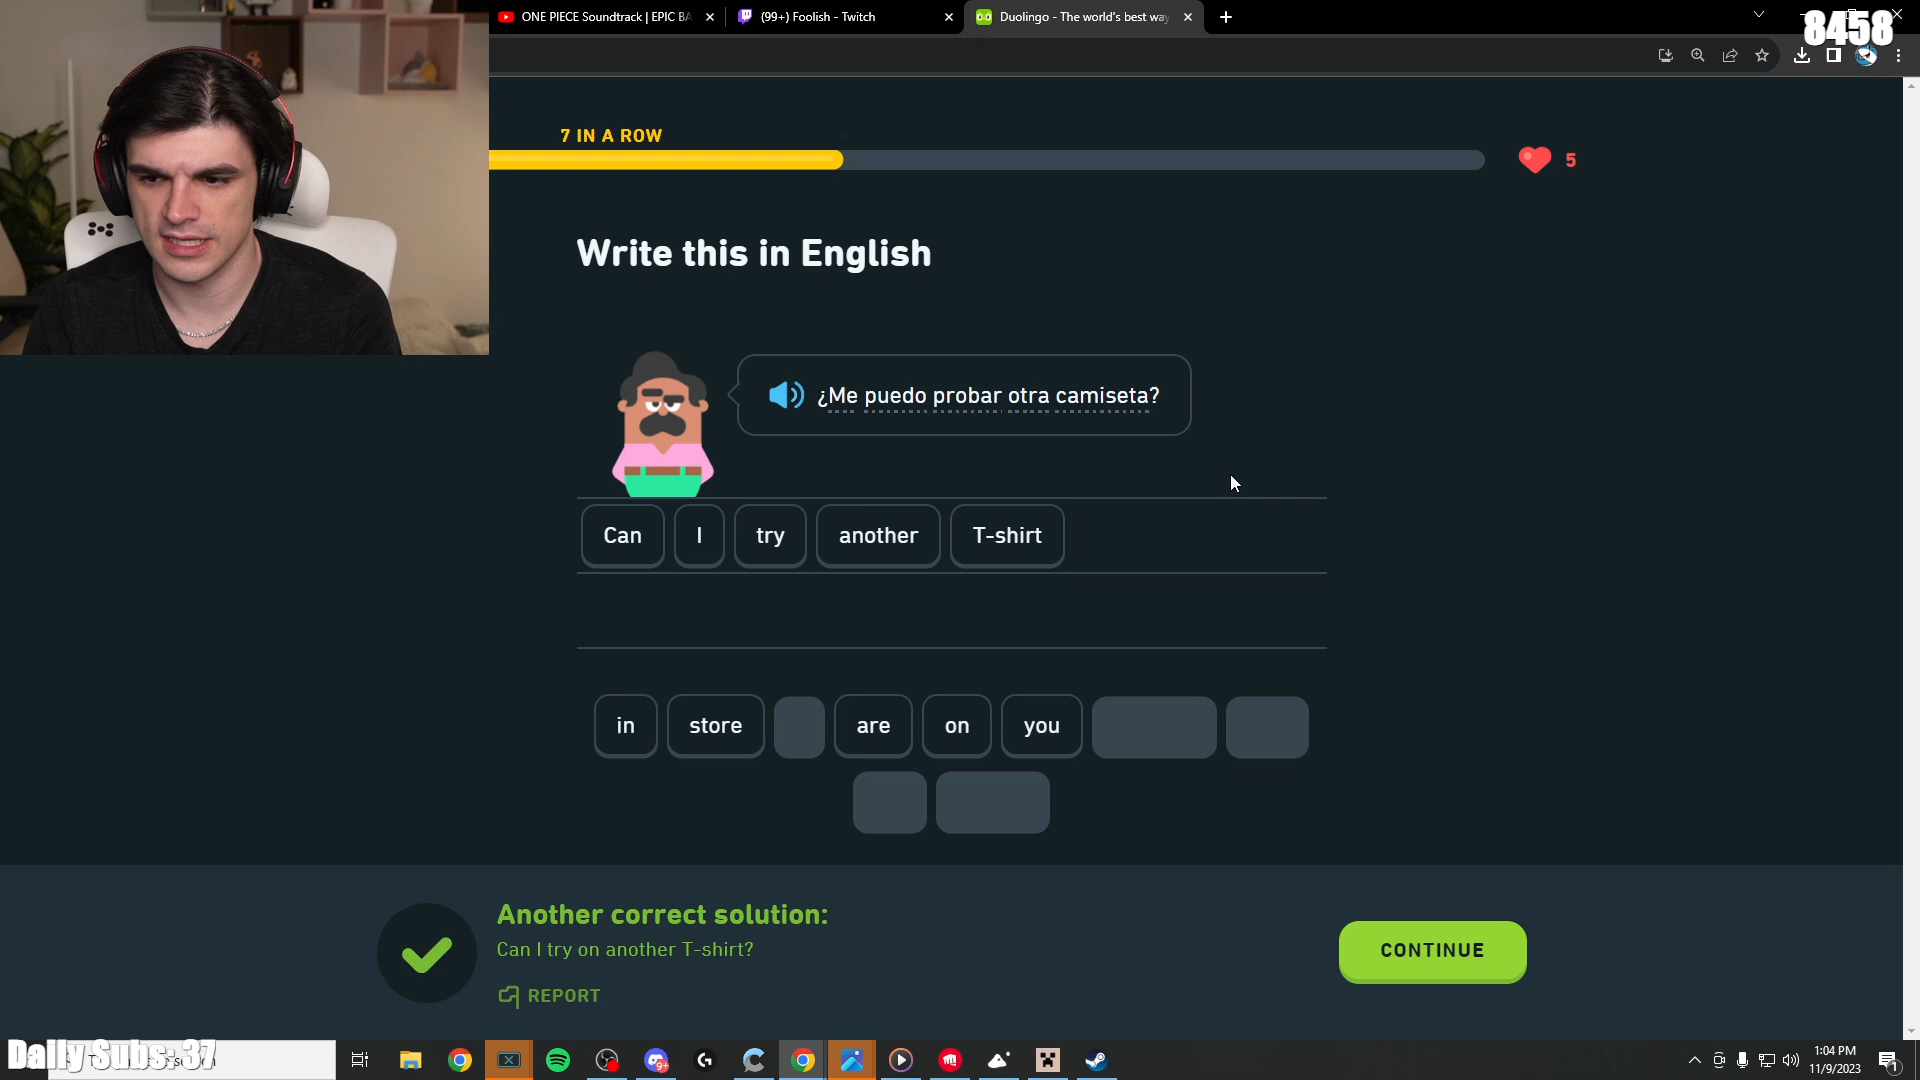 ONE PIECE Soundtrack | EPIC BA
(99+) Foolish - Twitch
Duolingo - The world's best way
8458
7 IN A ROW
5
Write this in English
¿Me puedo probar otra camiseta?
Can I try another T-shirt
in store are on you
Another correct solution:
Can I try on another T-shirt?
REPORT
CONTINUE
Daily Subs: 37
9+
1:04 PM
11/9/2023
1